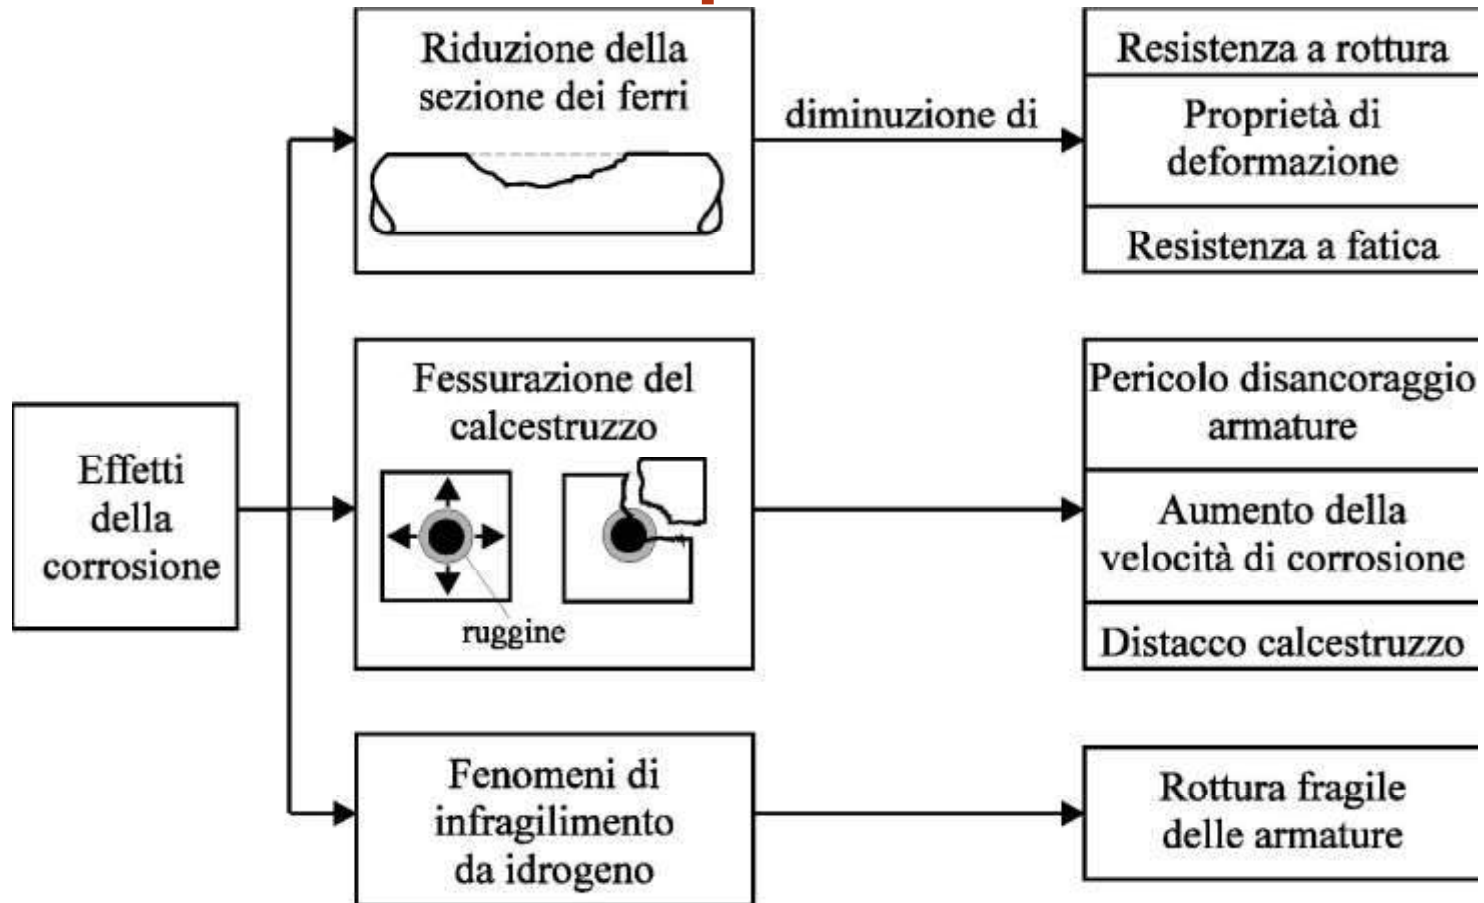 Riduzione della
sezione dei ferri
diminuzione di
Resistenza a rottura
Proprietà di
deformazione
Resistenza a fatica
Effetti
della
corrosione
Fessurazione del
calcestruzzo
ruggine
Pericolo disancoraggio
armature
Aumento della
velocità di corrosione
Distacco calcestruzzo
Fenomeni di
infragilimento
da idrogeno
Rottura fragile
delle armature